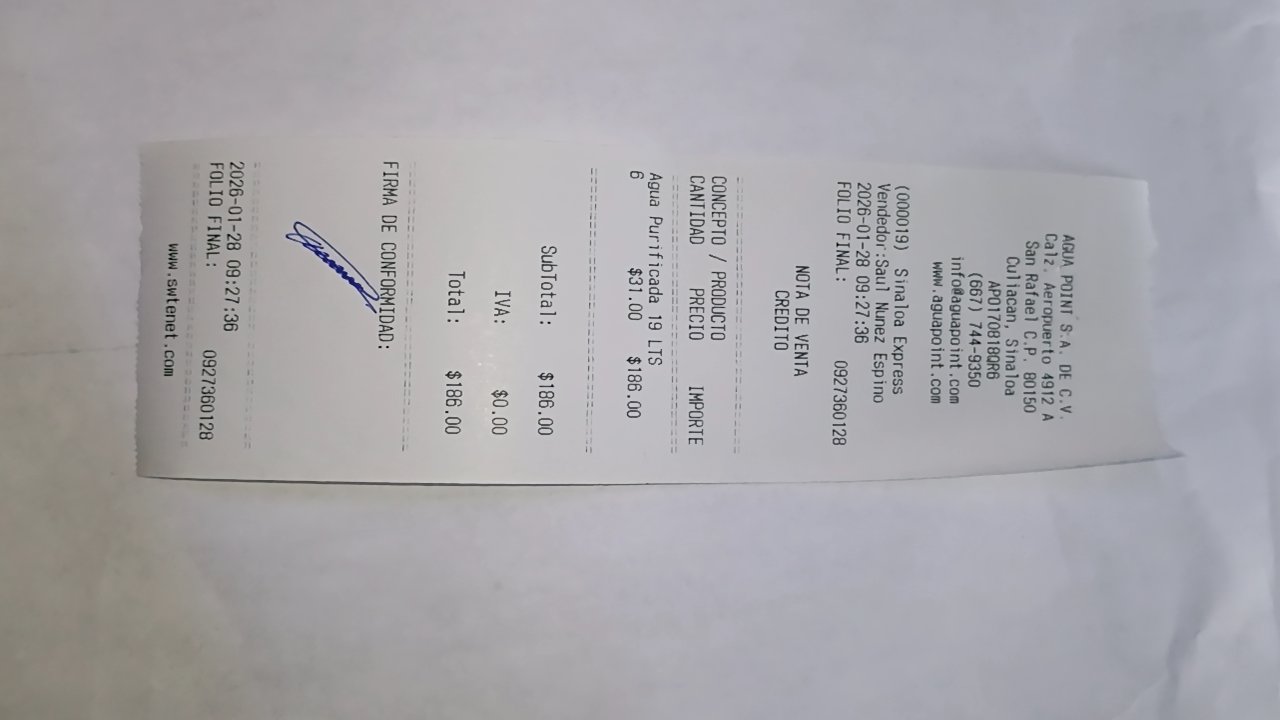 AGUA POINT S.A. DE C.V.
Calz. Aeropuerto 4912 A
San Rafael C.P. 80150
Culiacan, Sinaloa
APO170818QR6
(667) 744-9350
info@aguapoint.com
www.aguapoint.com
(000019) Sinaloa Express
Vendedor:Saul Nunez Espino
2026-01-28 09:27:36
FOLIO FINAL: 0927360128
NOTA DE VENTA
CREDITO
CONCEPTO / PRODUCTO
CANTIDAD PRECIO IMPORTE
Agua Purificada 19 LTS
6 $31.00 $186.00
SubTotal: $186.00
IVA: $0.00
Total: $186.00
FIRMA DE CONFORMIDAD:
2026-01-28 09:27:36
FOLIO FINAL: 0927360128
www.swtenet.com